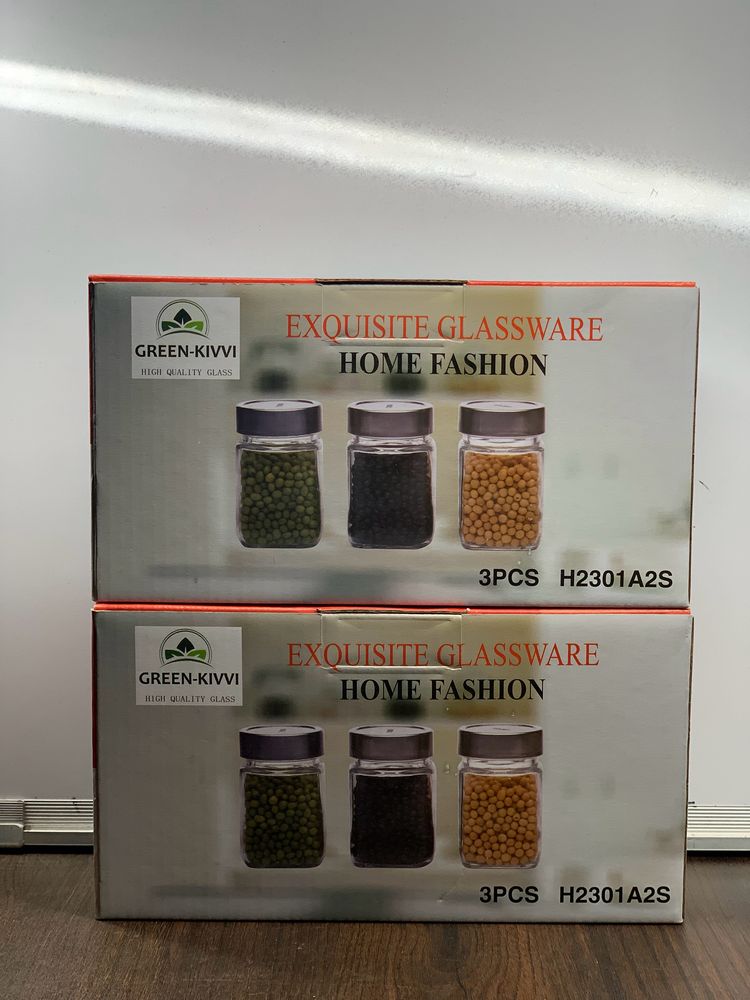 GREEN-KIVVI
HIGH QUALITY GLASS
EXQUISITE GLASSWARE
HOME FASHION
3PCS H2301A2S
GREEN-KIVVI
HIGH QUALITY GLASS
EXQUISITE GLASSWARE
HOME FASHION
3PCS H2301A2S